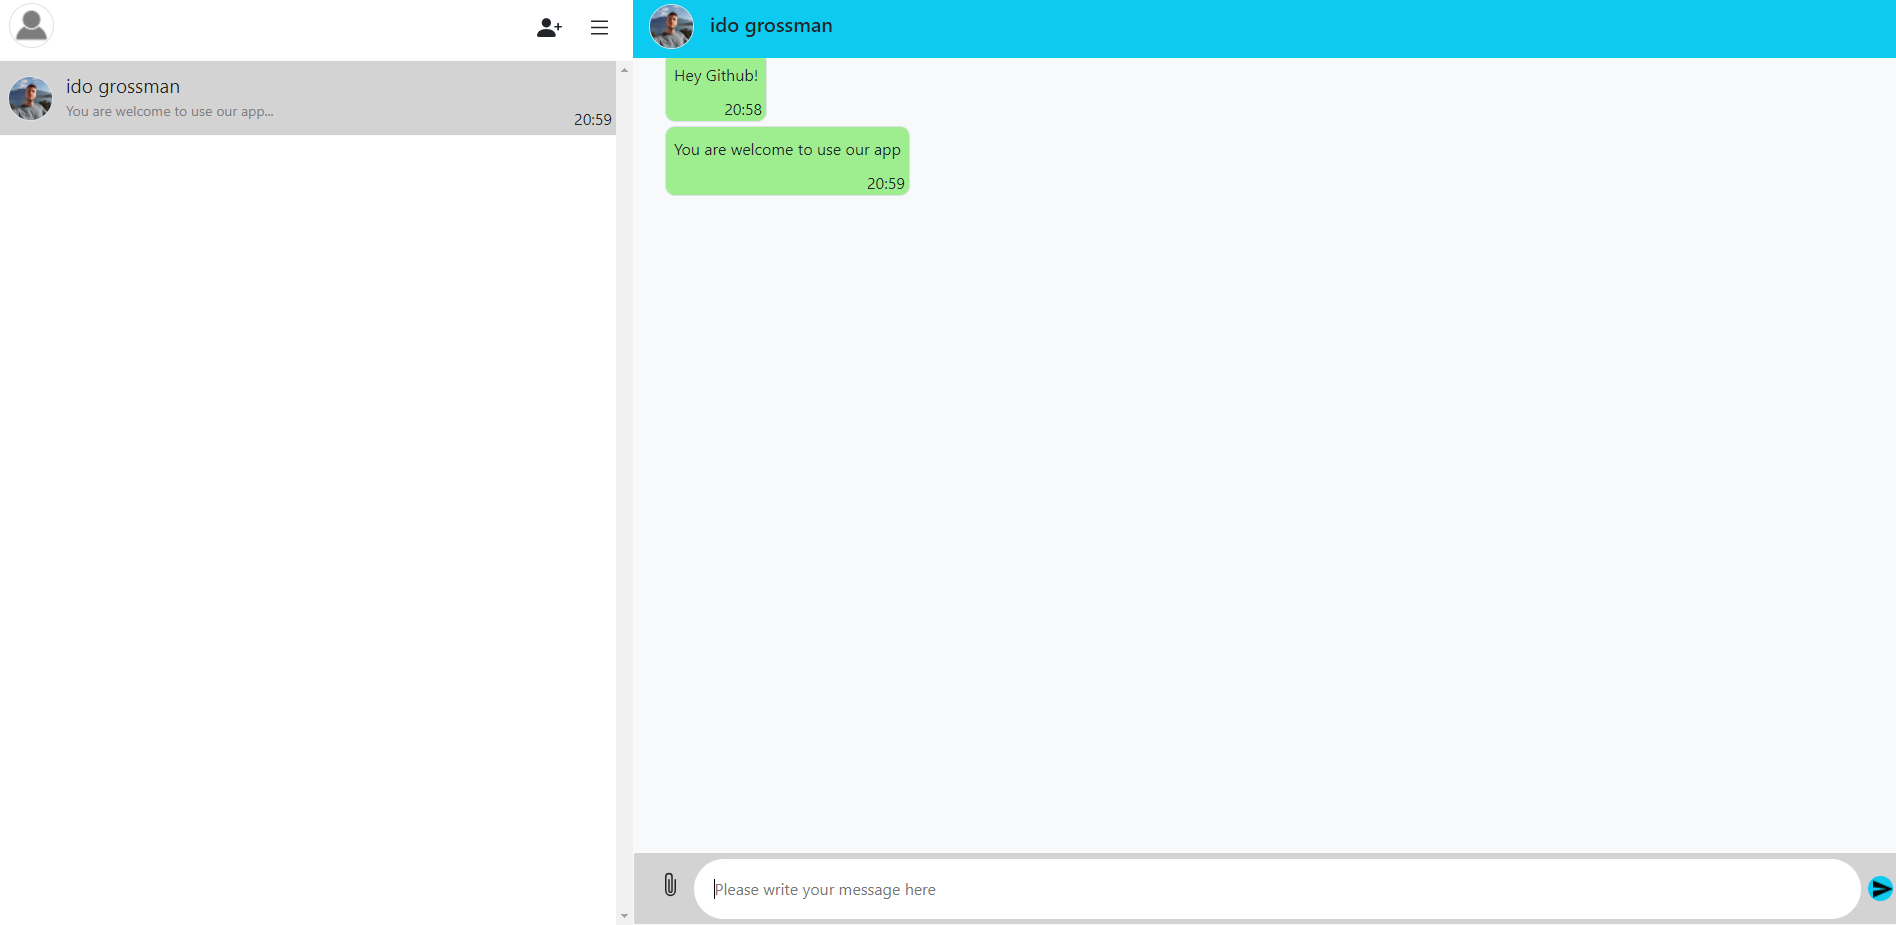 ido grossman
You are welcome to use our app...
20:59
ido grossman
Hey Github!
20:58
You are welcome to use our app
20:59
Please write your message here